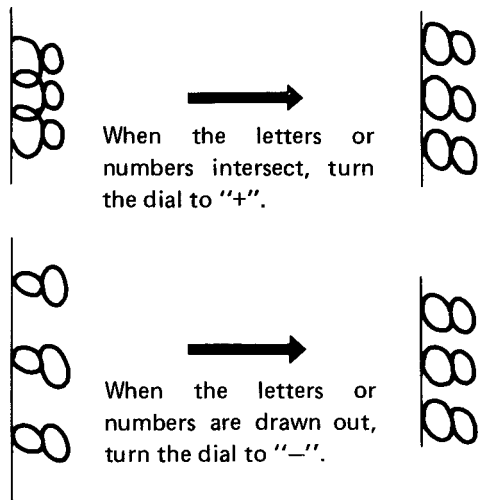 When the letters or
numbers intersect, turn
the dial to "+".
When the letters or
numbers are drawn out,
turn the dial to "—".